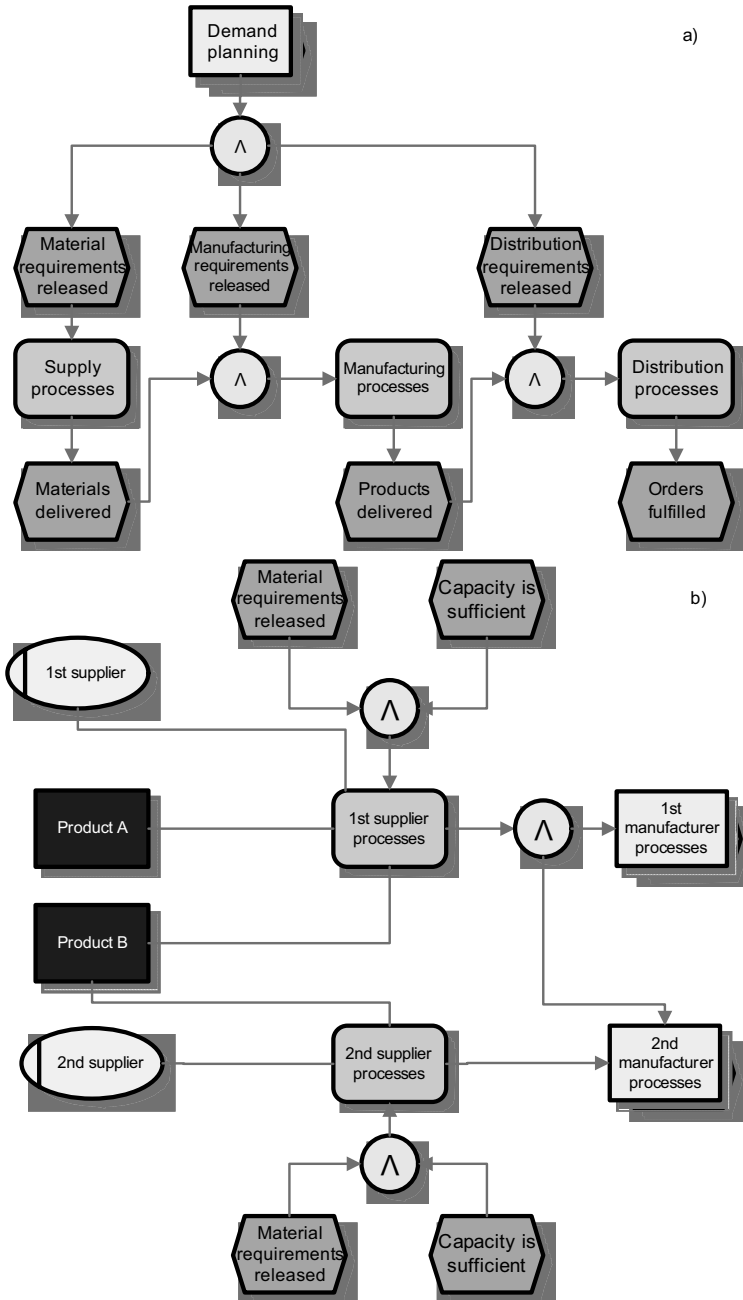 Demand
planning
a)
Λ
Material
requirements
released
Manufacturing
requirements
released
Distribution
requirements
released
Supply
processes
Λ
Manufacturing
processes
Λ
Distribution
processes
Materials
delivered
Products
delivered
Orders
fulfilled
Material
requirements
released
Capacity is
sufficient
b)
1st supplier
Λ
Product A
1st supplier
processes
Λ
1st
manufacturer
processes
Product B
2nd supplier
2nd supplier
processes
2nd
manufacturer
processes
Λ
Material
requirements
released
Capacity is
sufficient